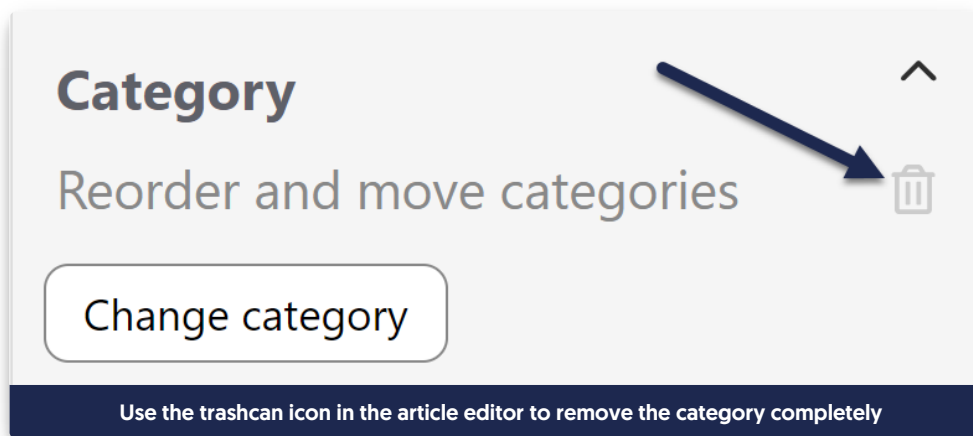 Category
Reorder and move categories
Change category
Use the trashcan icon in the article editor to remove the category completely